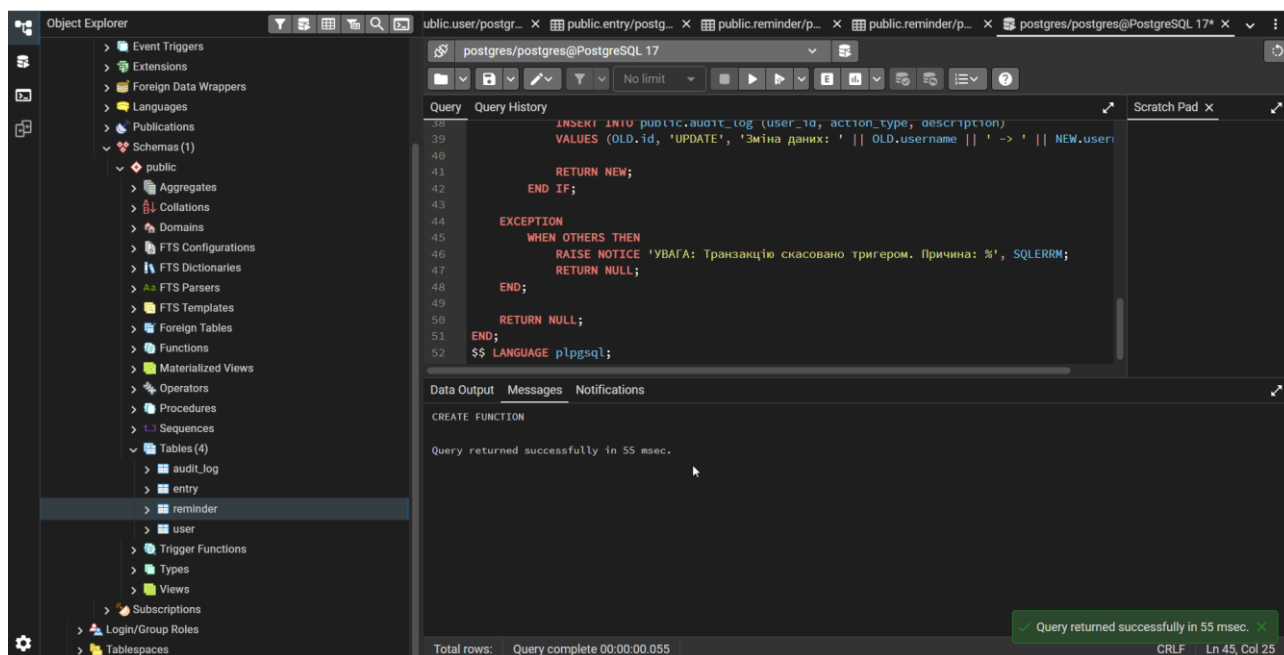 Object Explorer
Event Triggers
Extensions
Foreign Data Wrappers
Languages
Publications
Schemas (1)
public
Aggregates
Collations
Domains
FTS Configurations
FTS Dictionaries
FTS Parsers
FTS Templates
Foreign Tables
Functions
Materialized Views
Operators
Procedures
1..3 Sequences
Tables (4)
audit_log
entry
reminder
user
Trigger Functions
Types
Views
Subscriptions
Login/Group Roles
Tablespaces
ublic.user/postgr... × public.entry/postg... × public.reminder/p... × public.reminder/p... × postgres/postgres@PostgreSQL 17* ×
postgres/postgres@PostgreSQL 17
No limit
Query Query History
Scratch Pad ×
38 INSERT INTO public.audit_log (user_id, action_type, description)
39 VALUES (OLD.id, 'UPDATE', 'Зміна даних: ' || OLD.username || ' -> ' || NEW.usern
40
41 RETURN NEW;
42 END IF;
43
44 EXCEPTION
45 WHEN OTHERS THEN
46 RAISE NOTICE 'УВАГА: Транзакцію скасовано тригером. Причина: %', SQLERRM;
47 RETURN NULL;
48 END;
49
50 RETURN NULL;
51 END;
52 $$ LANGUAGE plpgsql;
Data Output Messages Notifications
CREATE FUNCTION
Query returned successfully in 55 msec.
Query returned successfully in 55 msec. ×
Total rows: Query complete 00:00:00.055 CRLF Ln 45, Col 25